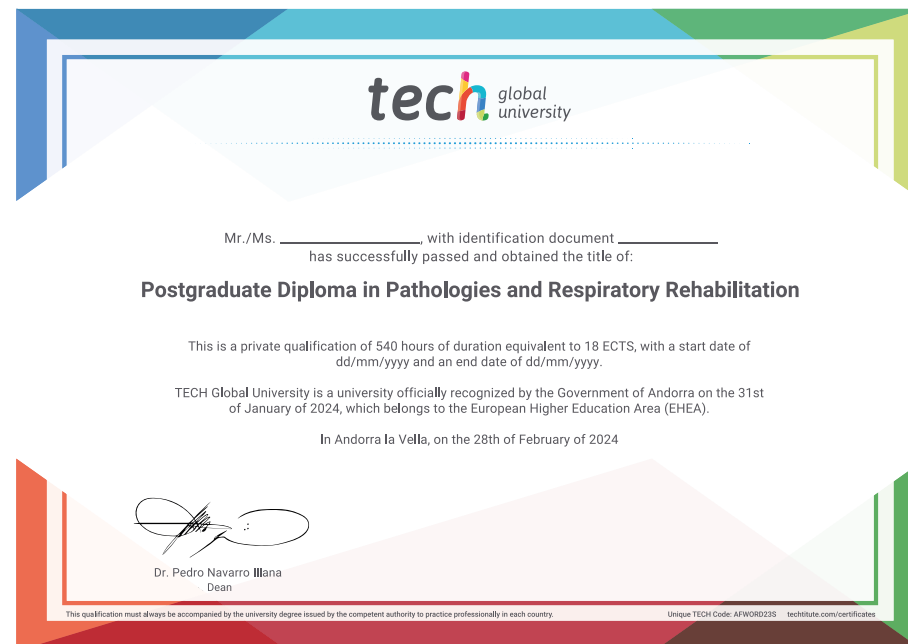 tech global university
Mr./Ms. ____________, with identification document ____________
has successfully passed and obtained the title of:
Postgraduate Diploma in Pathologies and Respiratory Rehabilitation
This is a private qualification of 540 hours of duration equivalent to 18 ECTS, with a start date of
dd/mm/yyyy and an end date of dd/mm/yyyy.
TECH Global University is a university officially recognized by the Government of Andorra on the 31st
of January of 2024, which belongs to the European Higher Education Area (EHEA).
In Andorra la Vella, on the 28th of February of 2024
Dr. Pedro Navarro Illana
Dean
This qualification must always be accompanied by the university degree issued by the competent authority to practice professionally in each country.
Unique TECH Code: AFWORD23S techtitute.com/certificates